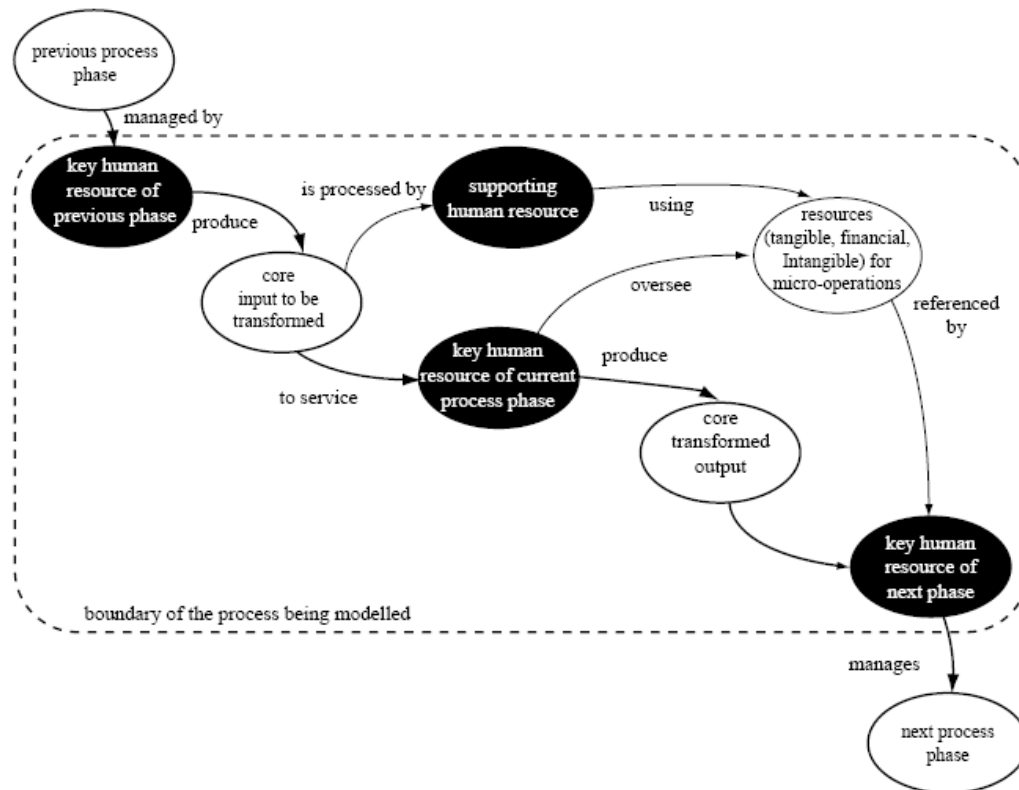 previous process
phase
managed by
key human
resource of
previous phase
produce
is processed by
supporting
human resource
using
resources
(tangible, financial,
Intangible) for
micro-operations
core
input to be
transformed
oversee
referenced
by
to service
key human
resource of current
process phase
produce
core
transformed
output
key human
resource of
next phase
boundary of the process being modelled
manages
next process
phase